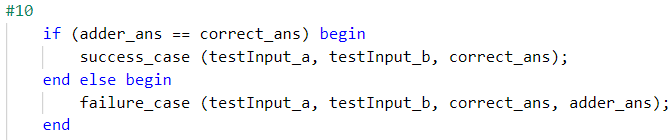 #10
if (adder_ans == correct_ans) begin
success_case (testInput_a, testInput_b, correct_ans);
end else begin
failure_case (testInput_a, testInput_b, correct_ans, adder_ans);
end